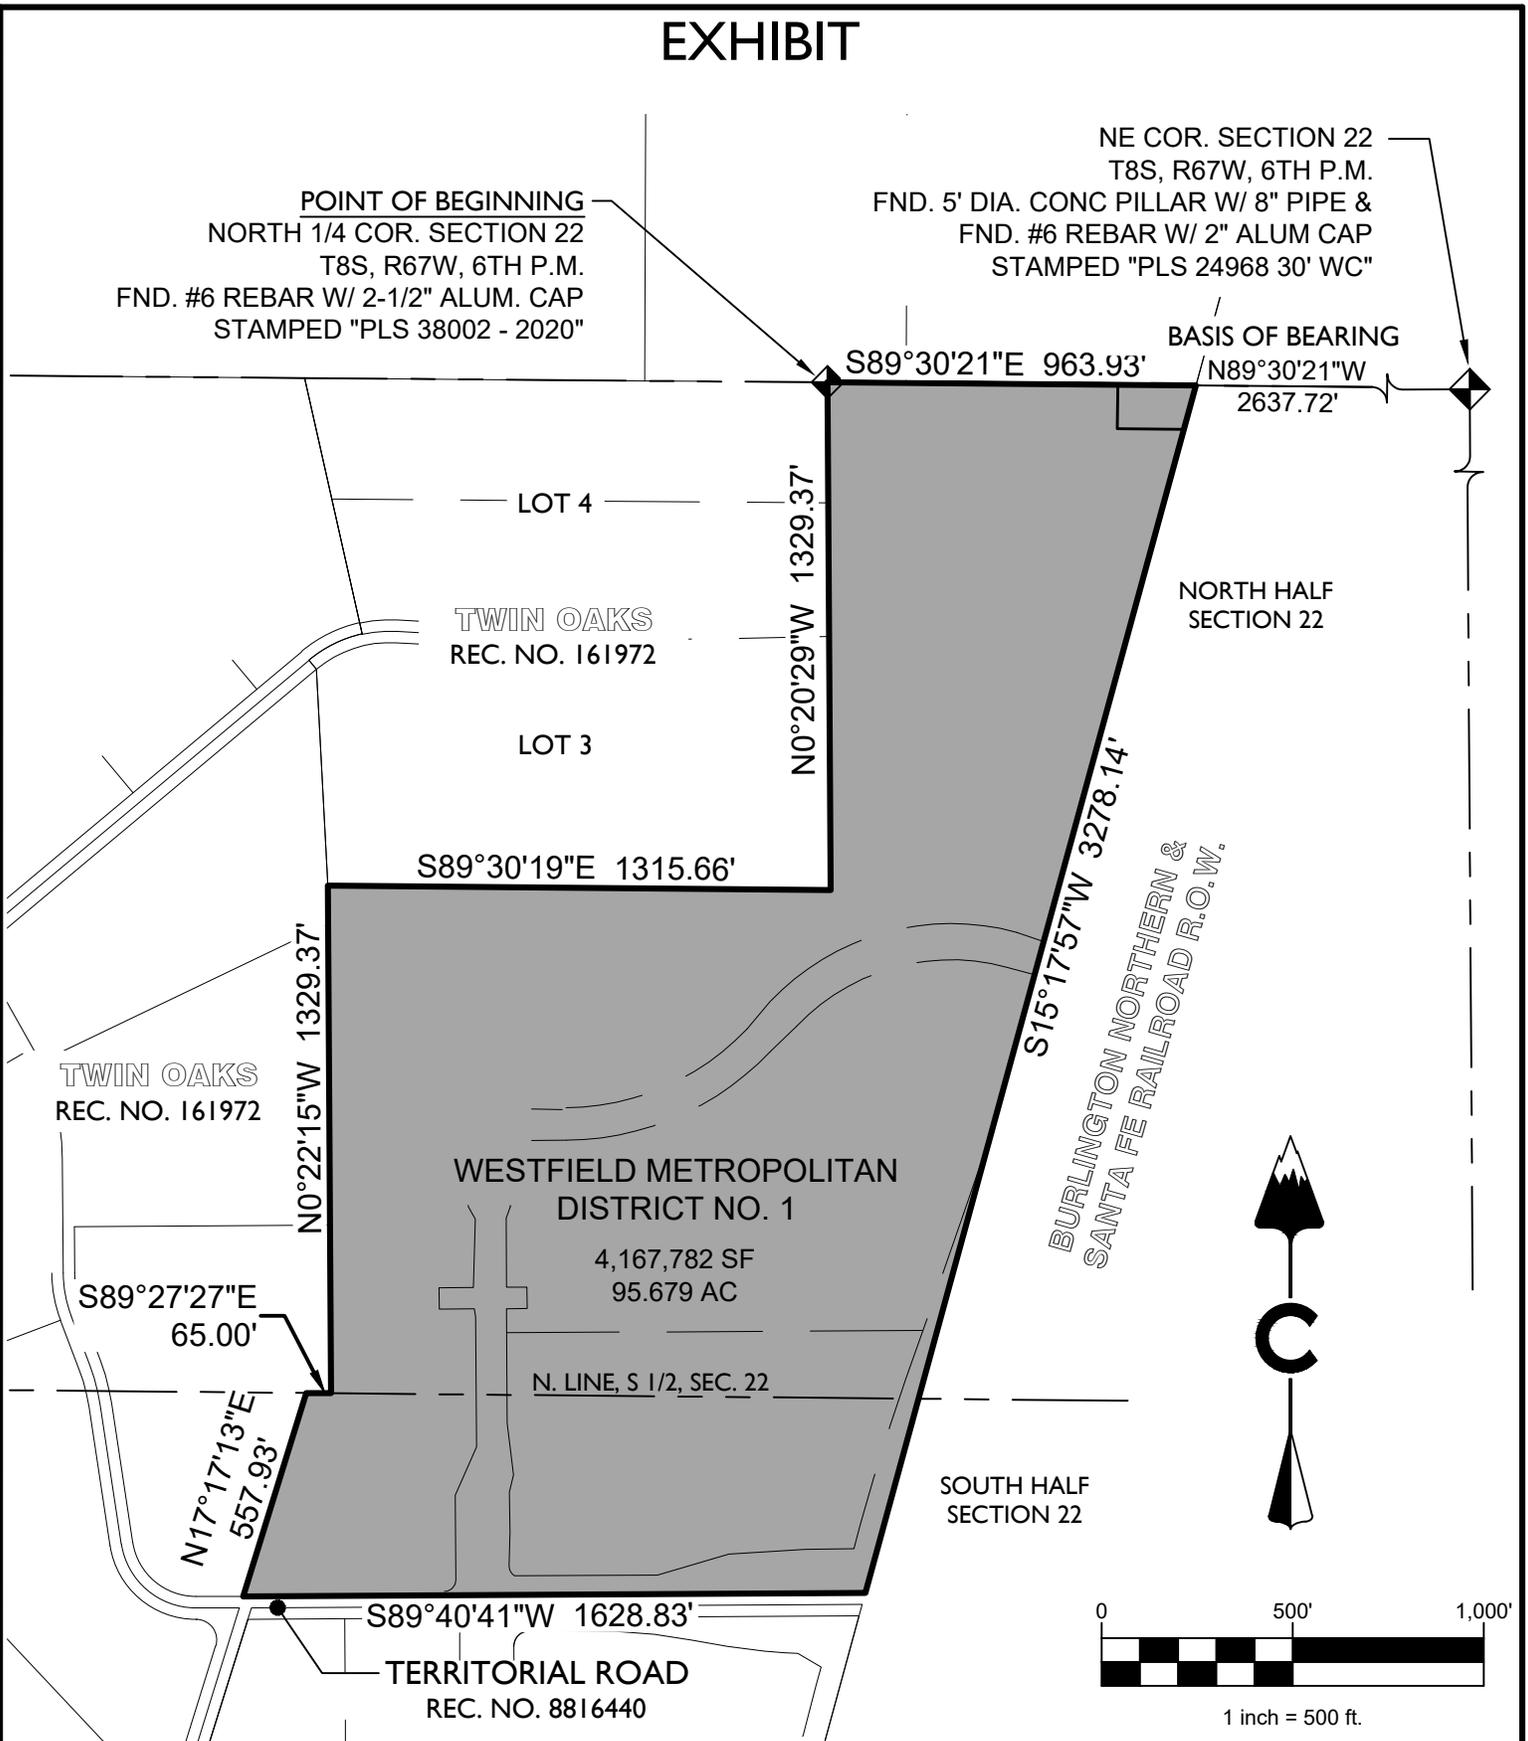 EXHIBIT
NE COR. SECTION 22
T8S, R67W, 6TH P.M.
FND. 5' DIA. CONC PILLAR W/ 8" PIPE &
FND. #6 REBAR W/ 2" ALUM CAP
STAMPED "PLS 24968 30' WC"
POINT OF BEGINNING
NORTH 1/4 COR. SECTION 22
T8S, R67W, 6TH P.M.
FND. #6 REBAR W/ 2-1/2" ALUM. CAP
STAMPED "PLS 38002 - 2020"
BASIS OF BEARING
N89°30'21"W
2637.72'
S89°30'21"E 963.93'
LOT 4
N0°20'29"W 1329.37'
TWIN OAKS
REC. NO. 161972
NORTH HALF
SECTION 22
LOT 3
S15°17'57"W 3278.14'
S89°30'19"E 1315.66'
BURLINGTON NORTHERN &
SANTA FE RAILROAD R.O.W.
N0°22'15"W 1329.37'
TWIN OAKS
REC. NO. 161972
WESTFIELD METROPOLITAN
DISTRICT NO. 1
4,167,782 SF
95.679 AC
S89°27'27"E
65.00'
C
N. LINE, S 1/2, SEC. 22
N17°17'13"E
557.93'
SOUTH HALF
SECTION 22
S89°40'41"W 1628.83'
TERRITORIAL ROAD
REC. NO. 8816440
0 500' 1,000'
1 inch = 500 ft.